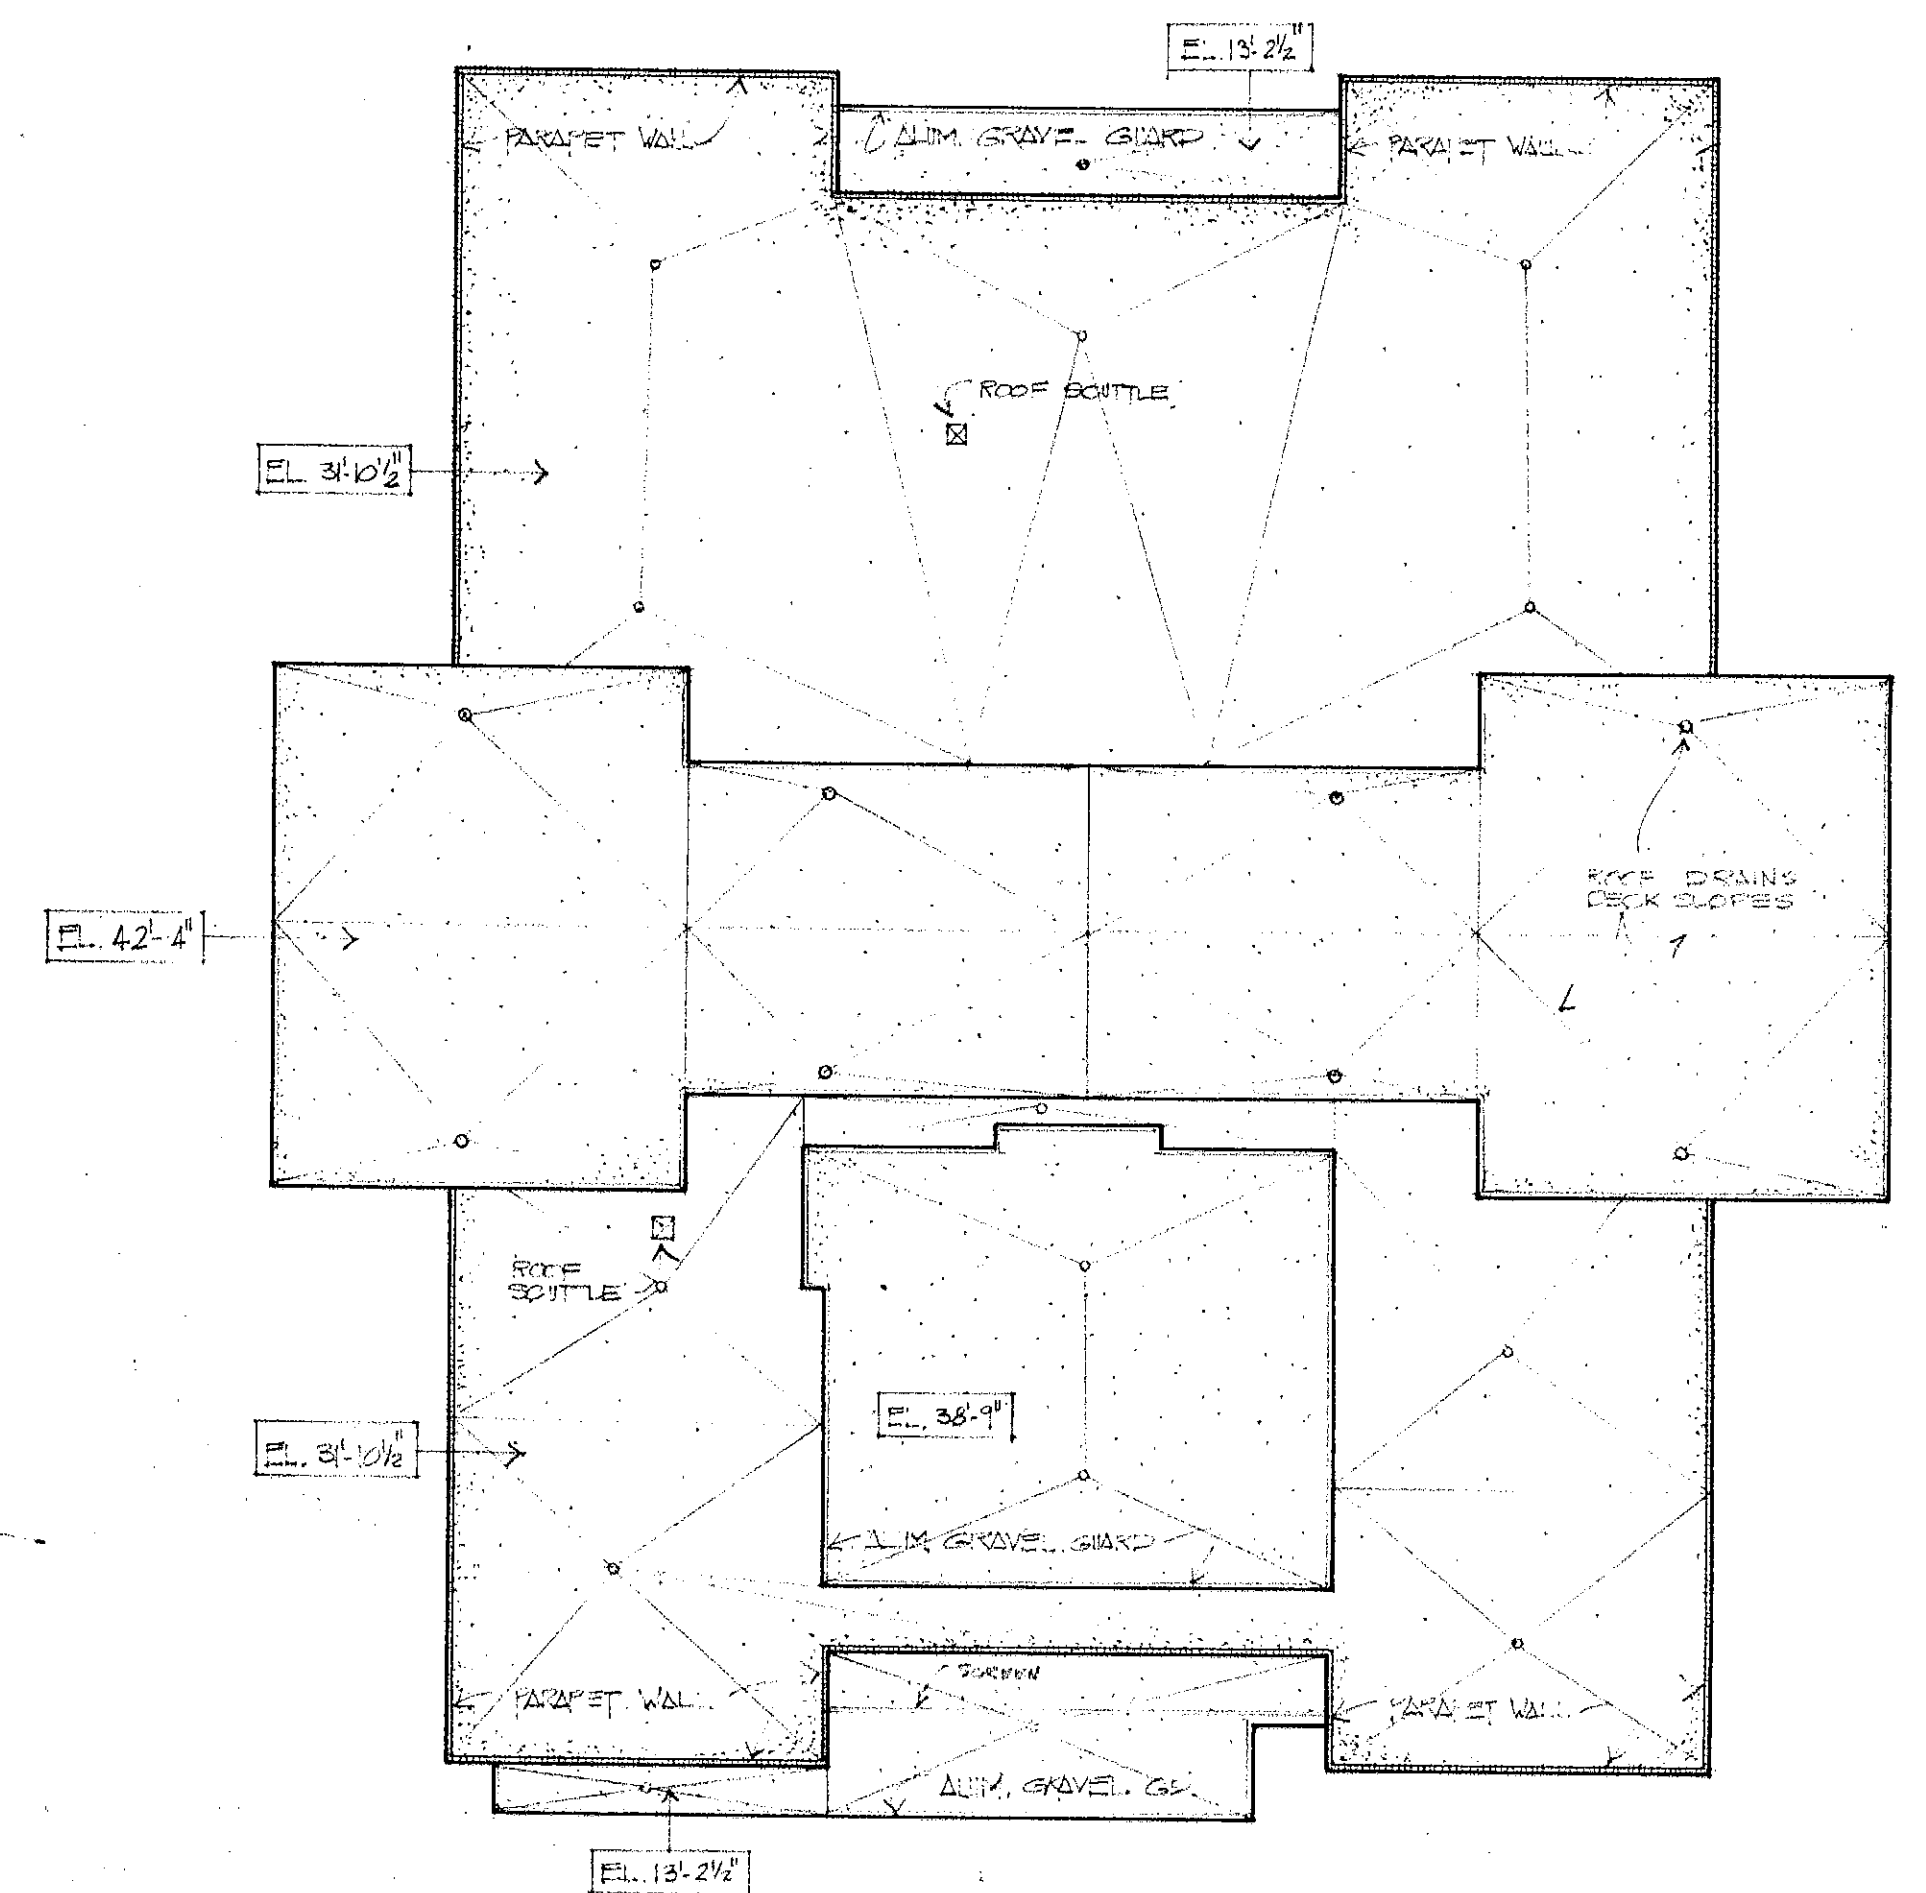 EL. 13'-2½"
PARAPET WALL
ALUM. GRAVEL GUARD
PARAPET WALL
ROOF SCUTTLE
EL. 31'-10½"
ROOF DRAINS
DECK SLOPES
EL. 42'-4"
ROOF
SCUTTLE
EL. 38'-9"
EL. 31'-10½"
ALUM. GRAVEL GUARD
SCREEN
PARAPET WALL
PARAPET WALL
ALUM. GRAVEL GD.
EL. 13'-2½"